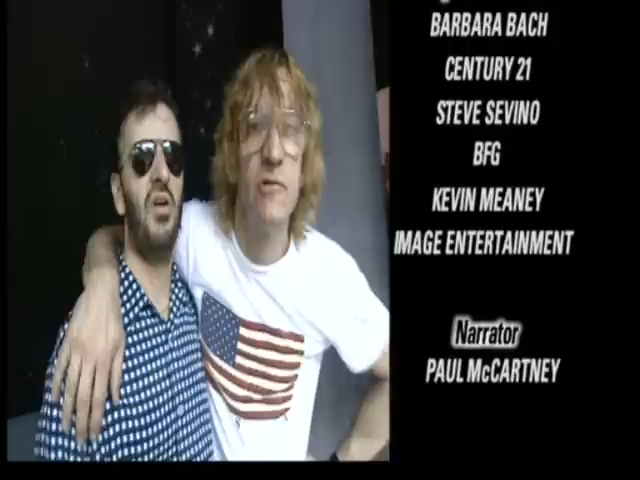 BARBARA BACH
CENTURY 21
STEVE SEVINO
BFG
KEVIN MEANEY
IMAGE ENTERTAINMENT
Narrator
PAUL McCARTNEY